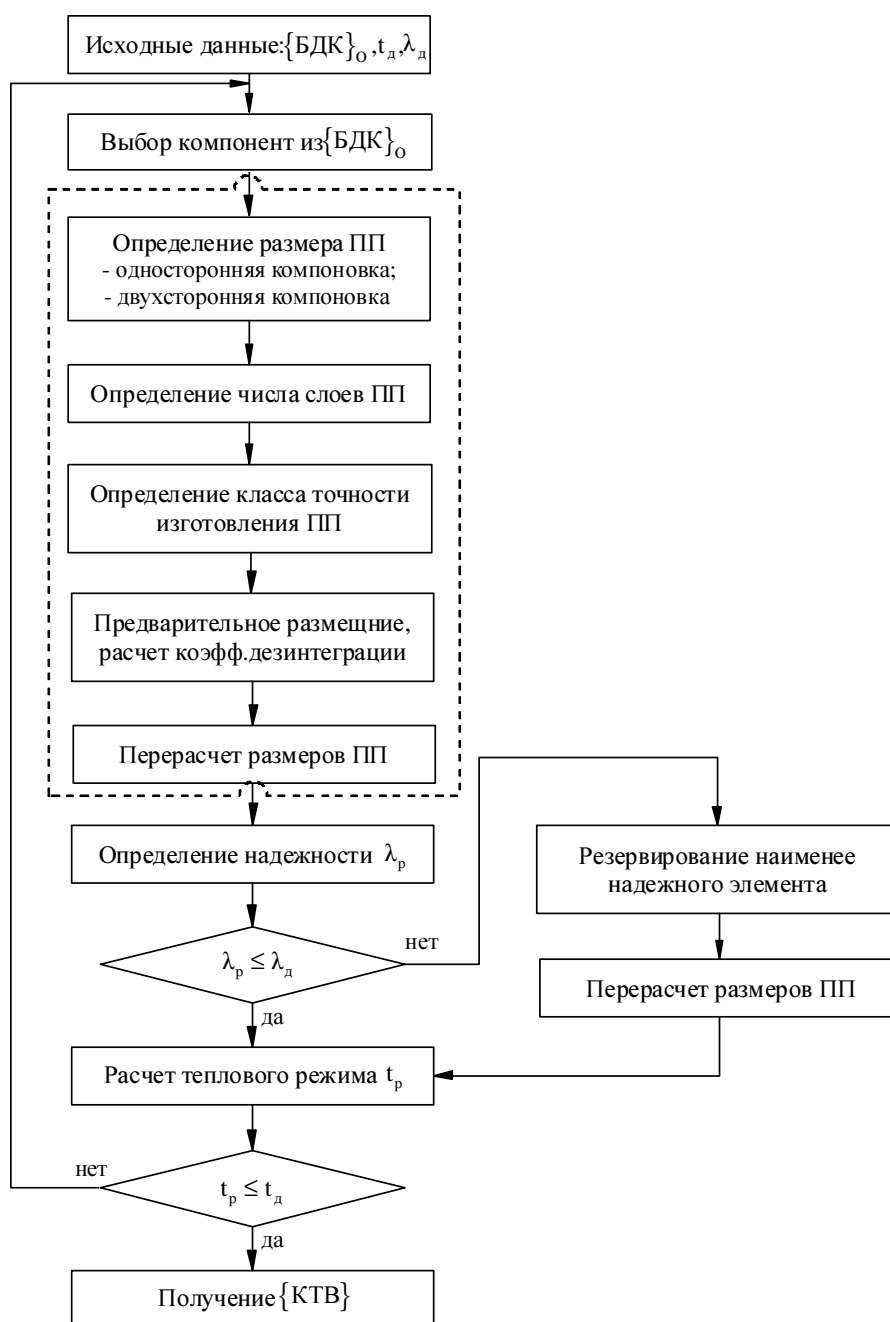 Исходные данные:{БДК}₀,tд,λд
Выбор компонент из{БДК}₀
Определение размера ПП
- односторонняя компоновка;
- двухсторонняя компоновка
Определение числа слоев ПП
Определение класса точности
изготовления ПП
Предварительное размещние,
расчет коэфф.дезинтеграции
Перерасчет размеров ПП
Определение надежности λр
Резервирование наименее
надежного элемента
нет
λр ≤ λд
Перерасчет размеров ПП
да
Расчет теплового режима tр
нет
tр ≤ tд
да
Получение{КТВ}